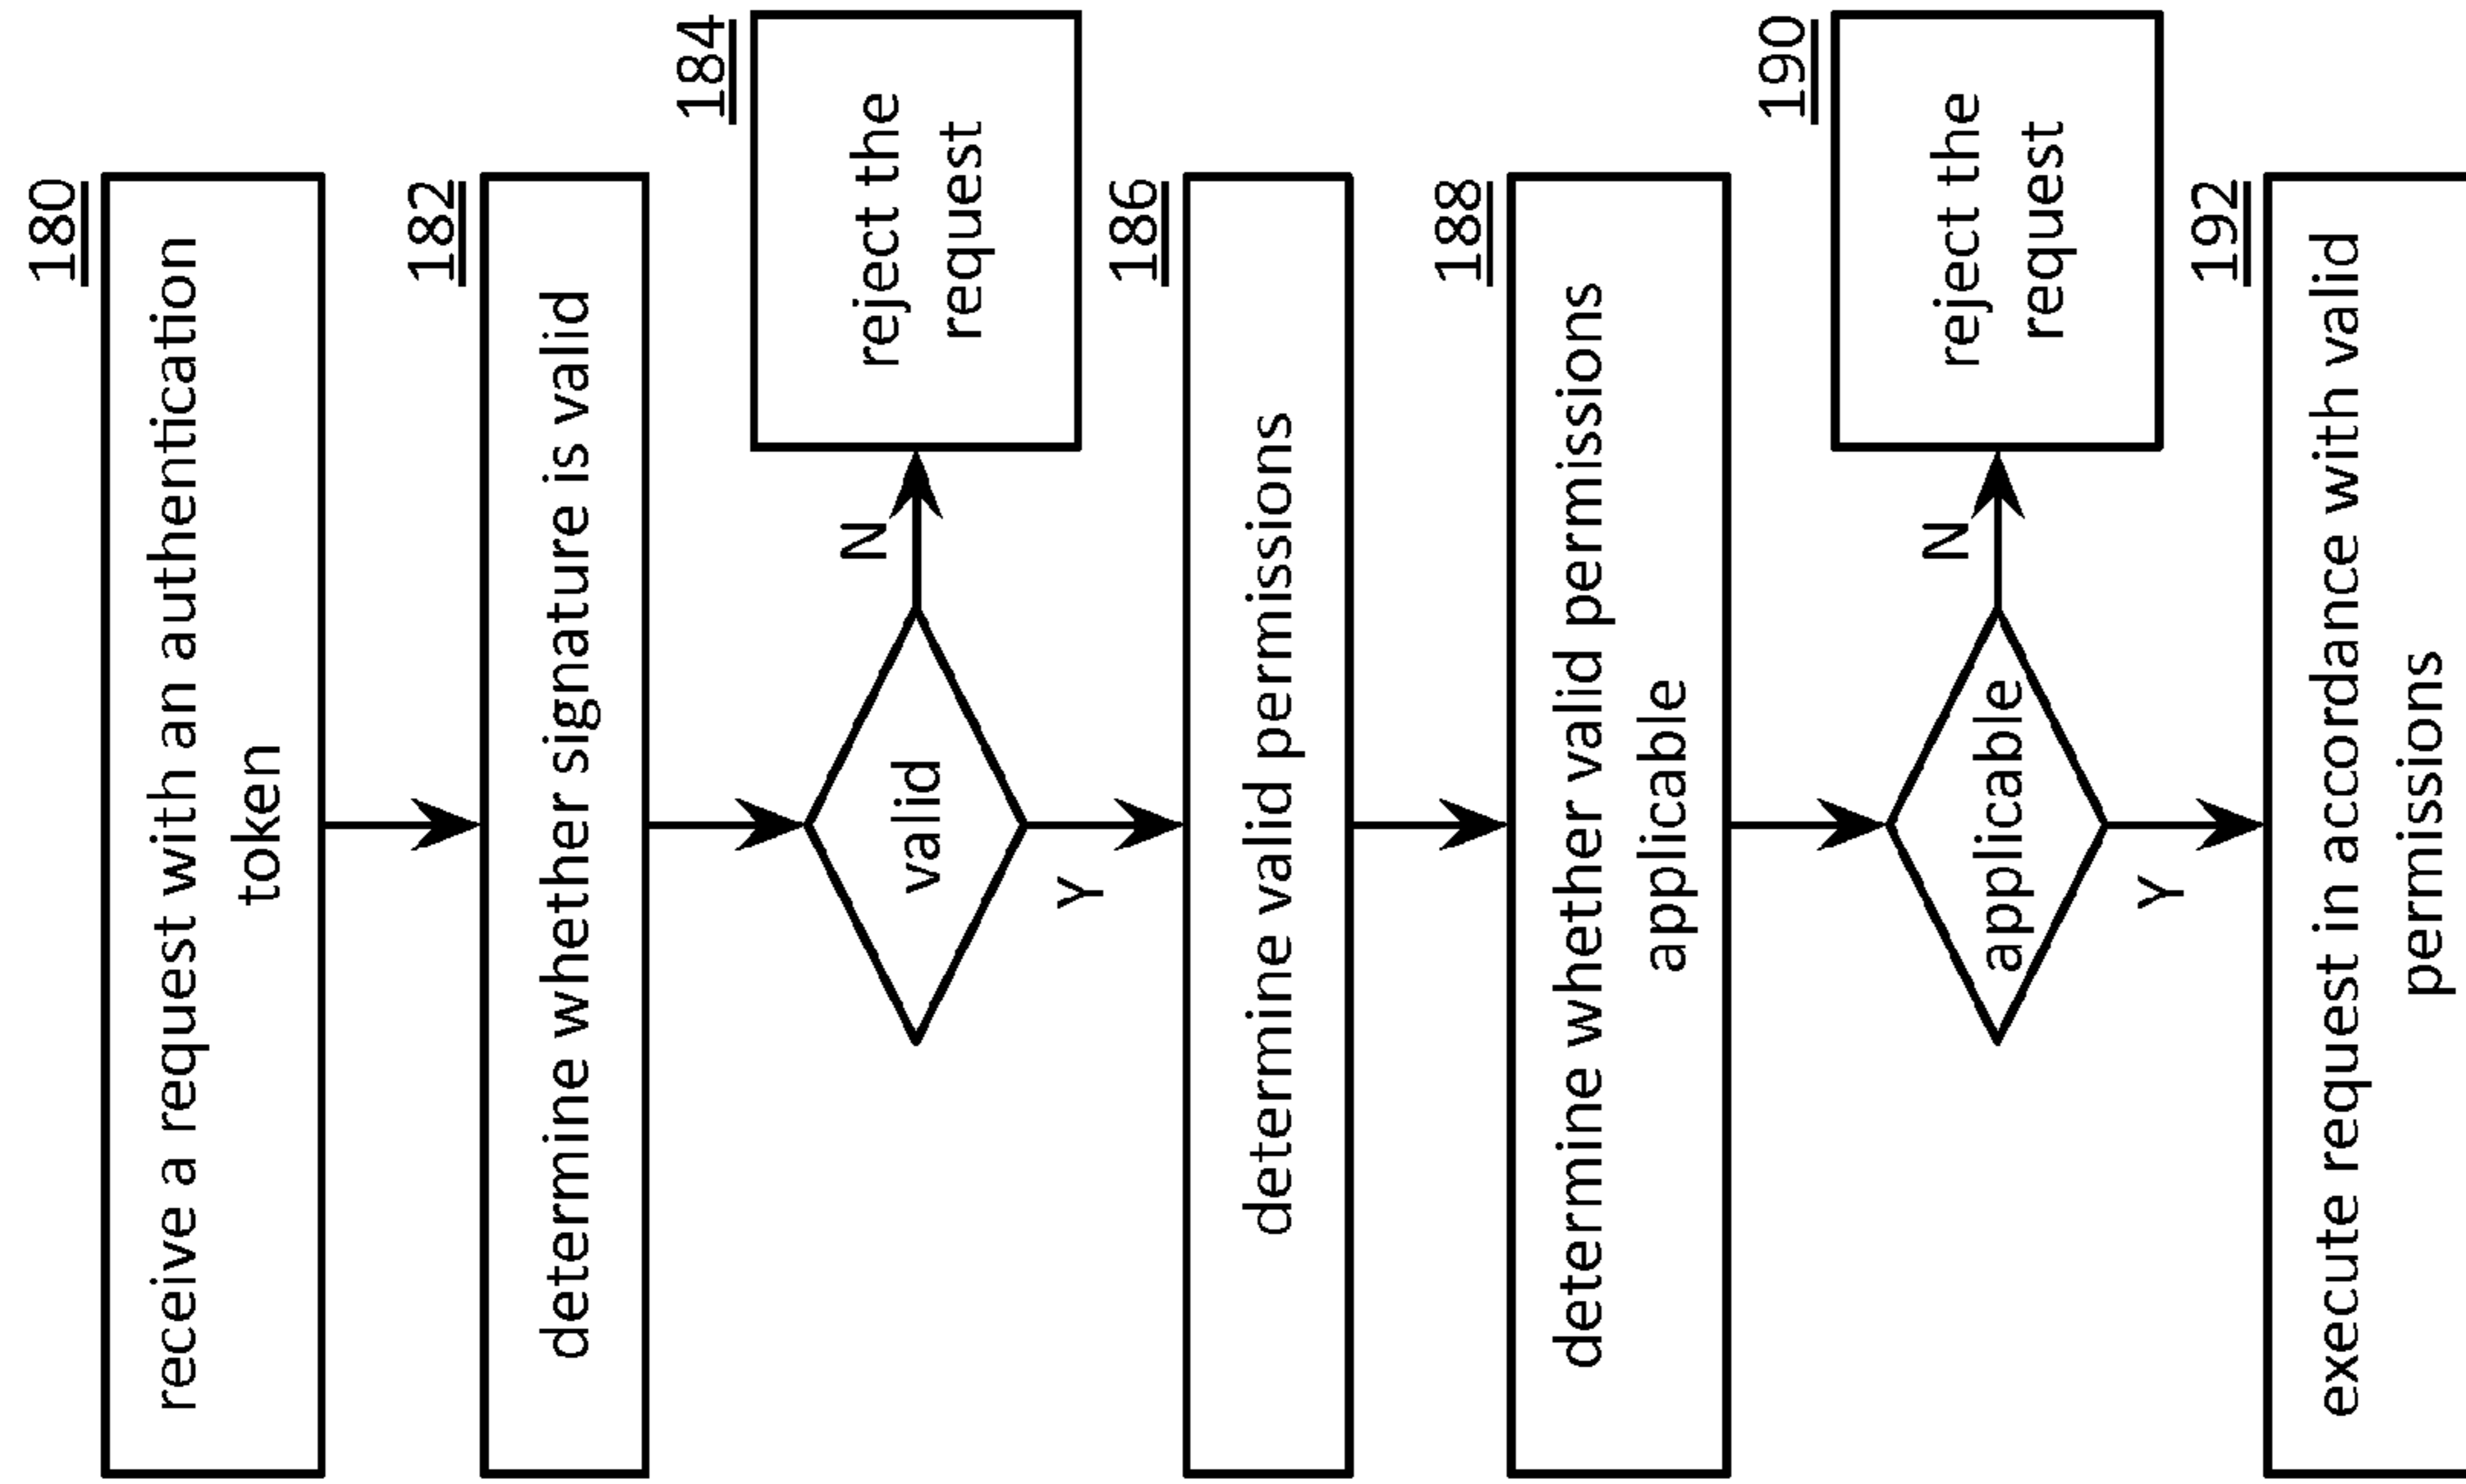 180
receive a request with an authentication
token
182
determine whether signature is valid
valid
N
184
reject the
request
Y
186
determine valid permissions
188
determine whether valid permissions
applicable
applicable
N
190
reject the
request
Y
192
execute request in accordance with valid
permissions